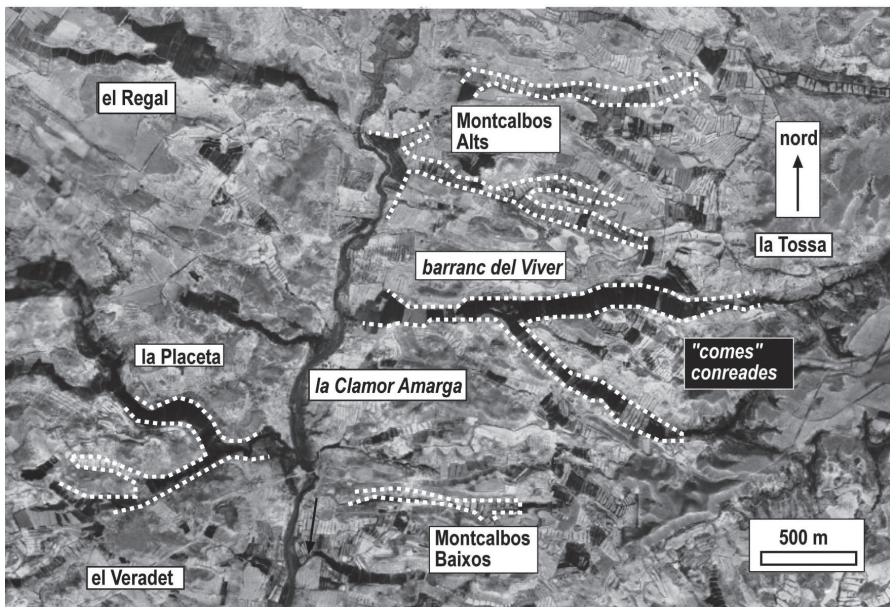 el Regal
Montcalbos
Alts
nord
la Tossa
barranc del Viver
la Placeta
"comes"
conreades
la Clamor Amarga
Montcalbos
Baixos
500 m
el Veradet